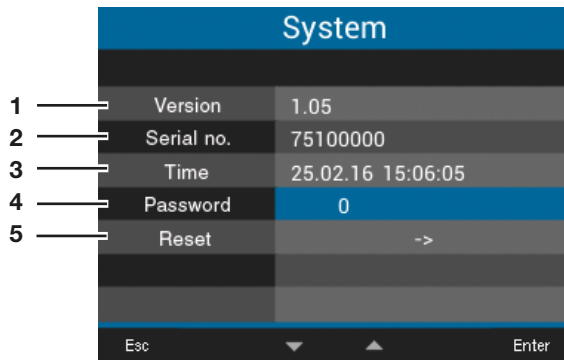 System
1 Version 1.05
2 Serial no. 75100000
3 Time 25.02.16 15:06:05
4 Password 0
5 Reset ->
Esc Enter